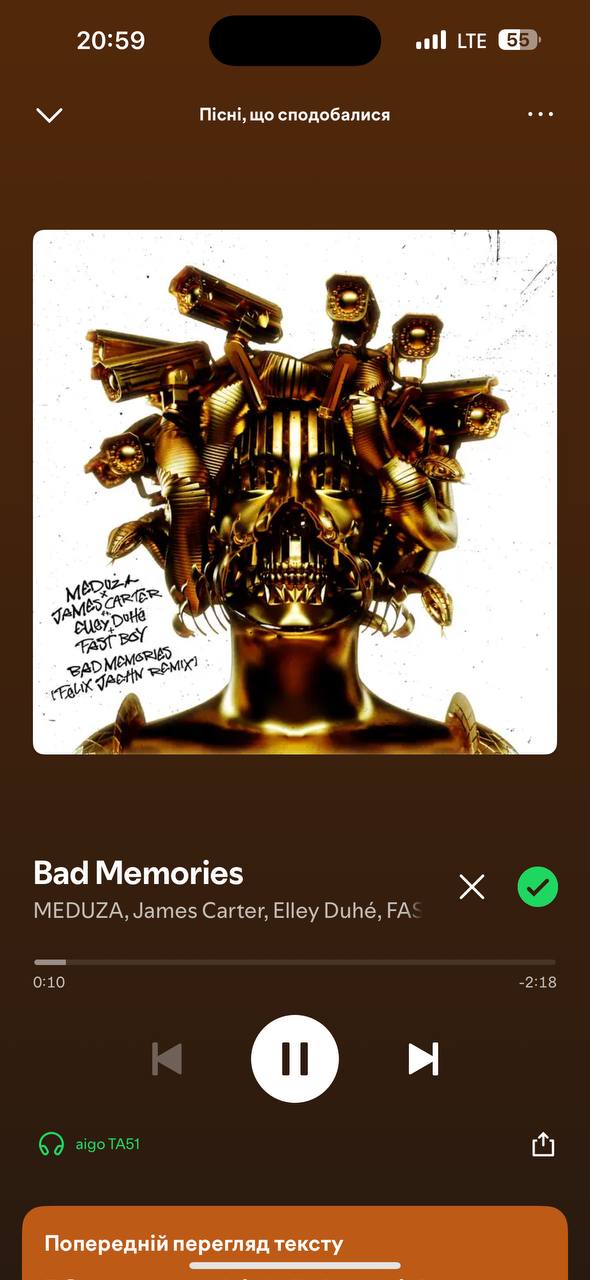 20:59
LTE 55
Пісні, що сподобалися
MEDUZA
x
JAMES CARTER
ELLEY DUHÉ
FAST BOY
BAD MEMORIES
[FELIX JAEHN REMIX]
Bad Memories
MEDUZA, James Carter, Elley Duhé, FAS
0:10
-2:18
aigo TA51
Попередній перегляд тексту